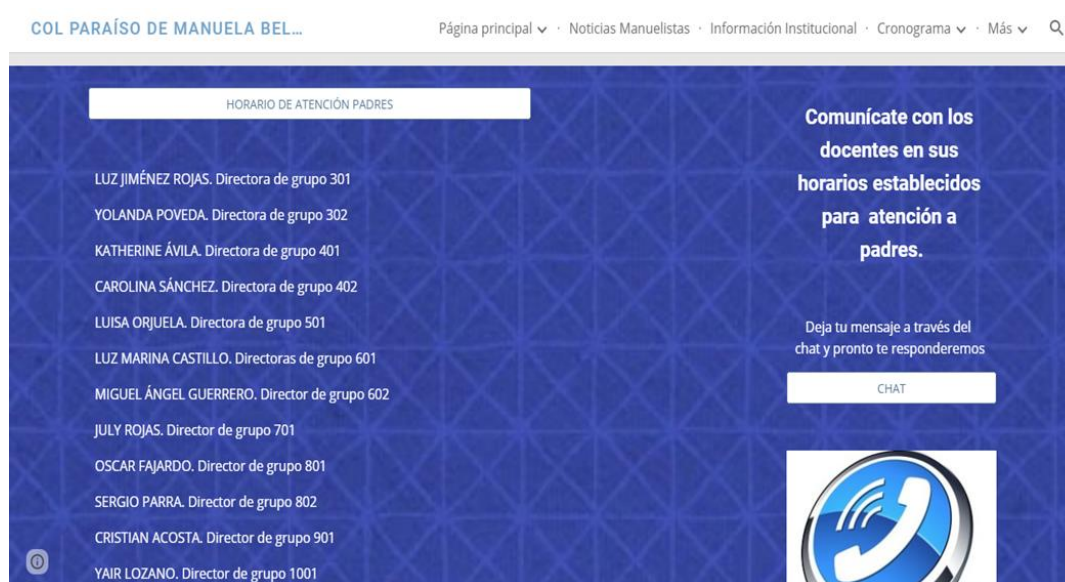 COL PARAÍSO DE MANUELA BEL...
Página principal · Noticias Manuelistas · Información Institucional · Cronograma · Más
HORARIO DE ATENCIÓN PADRES
LUZ JIMÉNEZ ROJAS. Directora de grupo 301
YOLANDA POVEDA. Directora de grupo 302
KATHERINE ÁVILA. Directora de grupo 401
CAROLINA SÁNCHEZ. Directora de grupo 402
LUISA ORJUELA. Directora de grupo 501
LUZ MARINA CASTILLO. Directoras de grupo 601
MIGUEL ÁNGEL GUERRERO. Director de grupo 602
JULY ROJAS. Director de grupo 701
OSCAR FAJARDO. Director de grupo 801
SERGIO PARRA. Director de grupo 802
CRISTIAN ACOSTA. Director de grupo 901
YAIR LOZANO. Director de grupo 1001
Comunícate con los
docentes en sus
horarios establecidos
para atención a
padres.
Deja tu mensaje a través del
chat y pronto te responderemos
CHAT